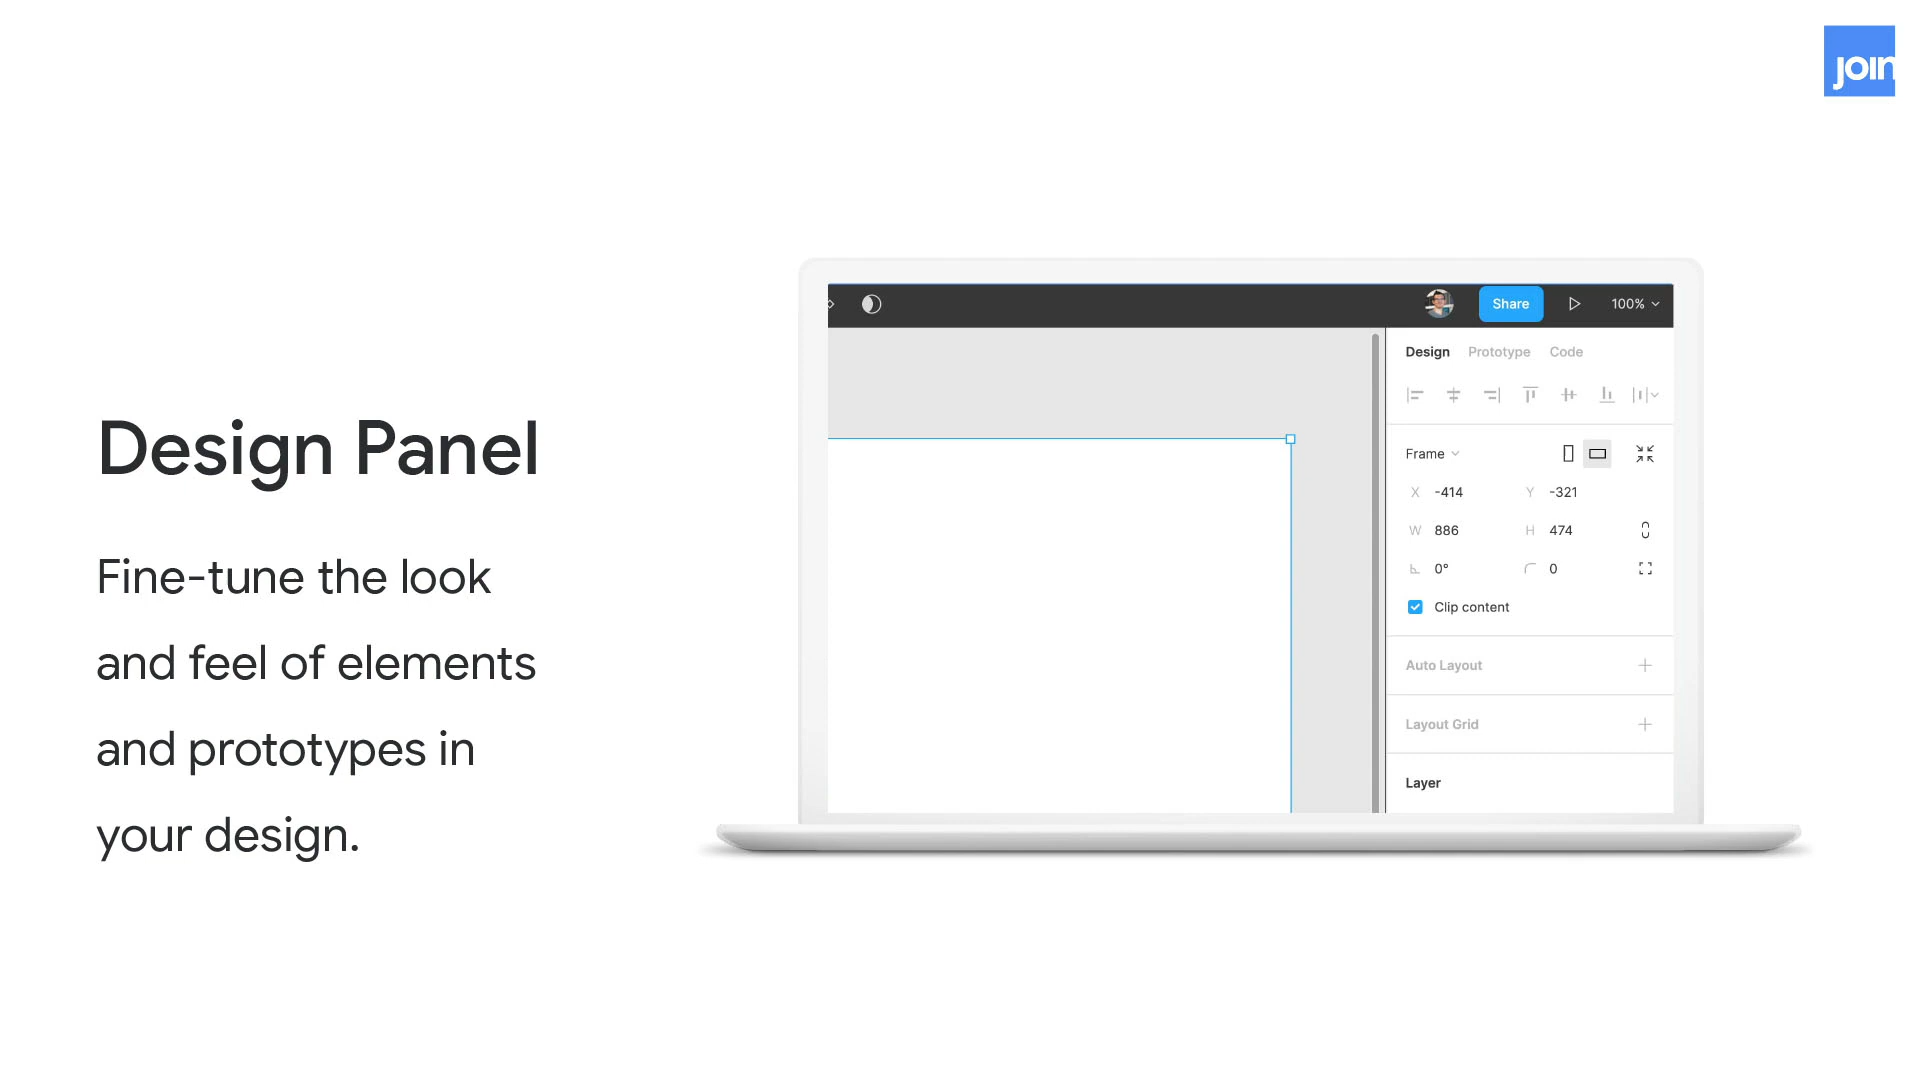 join
Design Panel
Fine-tune the look
and feel of elements
and prototypes in
your design.
Share
100%
Design Prototype Code
Frame
X -414 Y -321
W 886 H 474
0° 0
Clip content
Auto Layout
Layout Grid
Layer